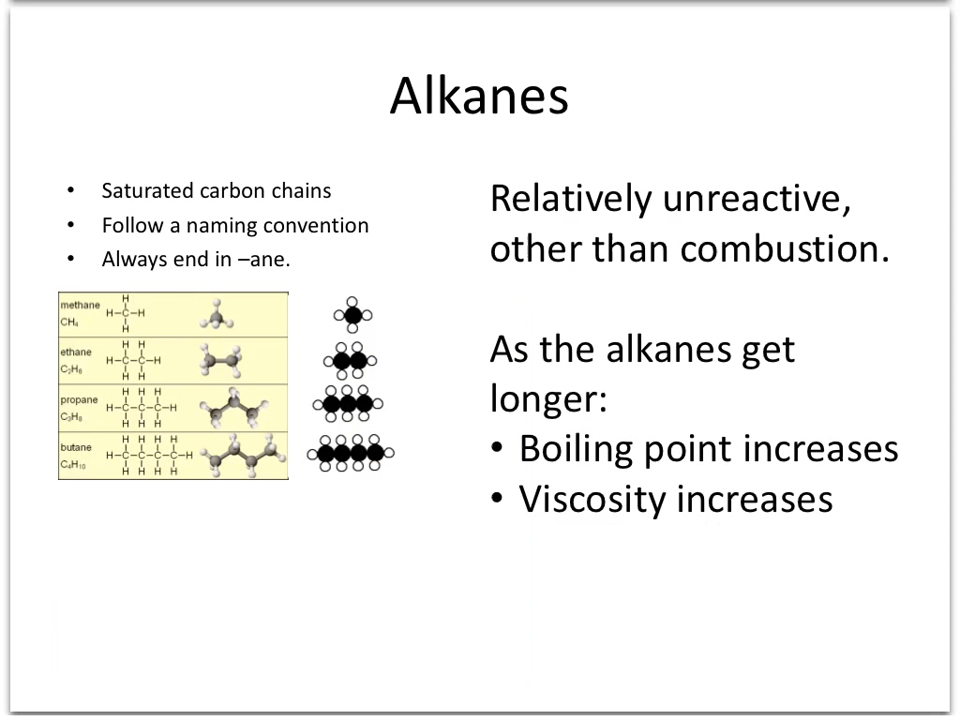 Alkanes
• Saturated carbon chains
• Follow a naming convention
• Always end in –ane.
methane
CH₄
H
H–C–H
H
ethane
C₂H₆
H H
H–C–C–H
H H
propane
C₃H₈
H H H
H–C–C–C–H
H H H
butane
C₄H₁₀
H H H H
H–C–C–C–C–H
H H H H
Relatively unreactive,
other than combustion.
As the alkanes get
longer:
• Boiling point increases
• Viscosity increases